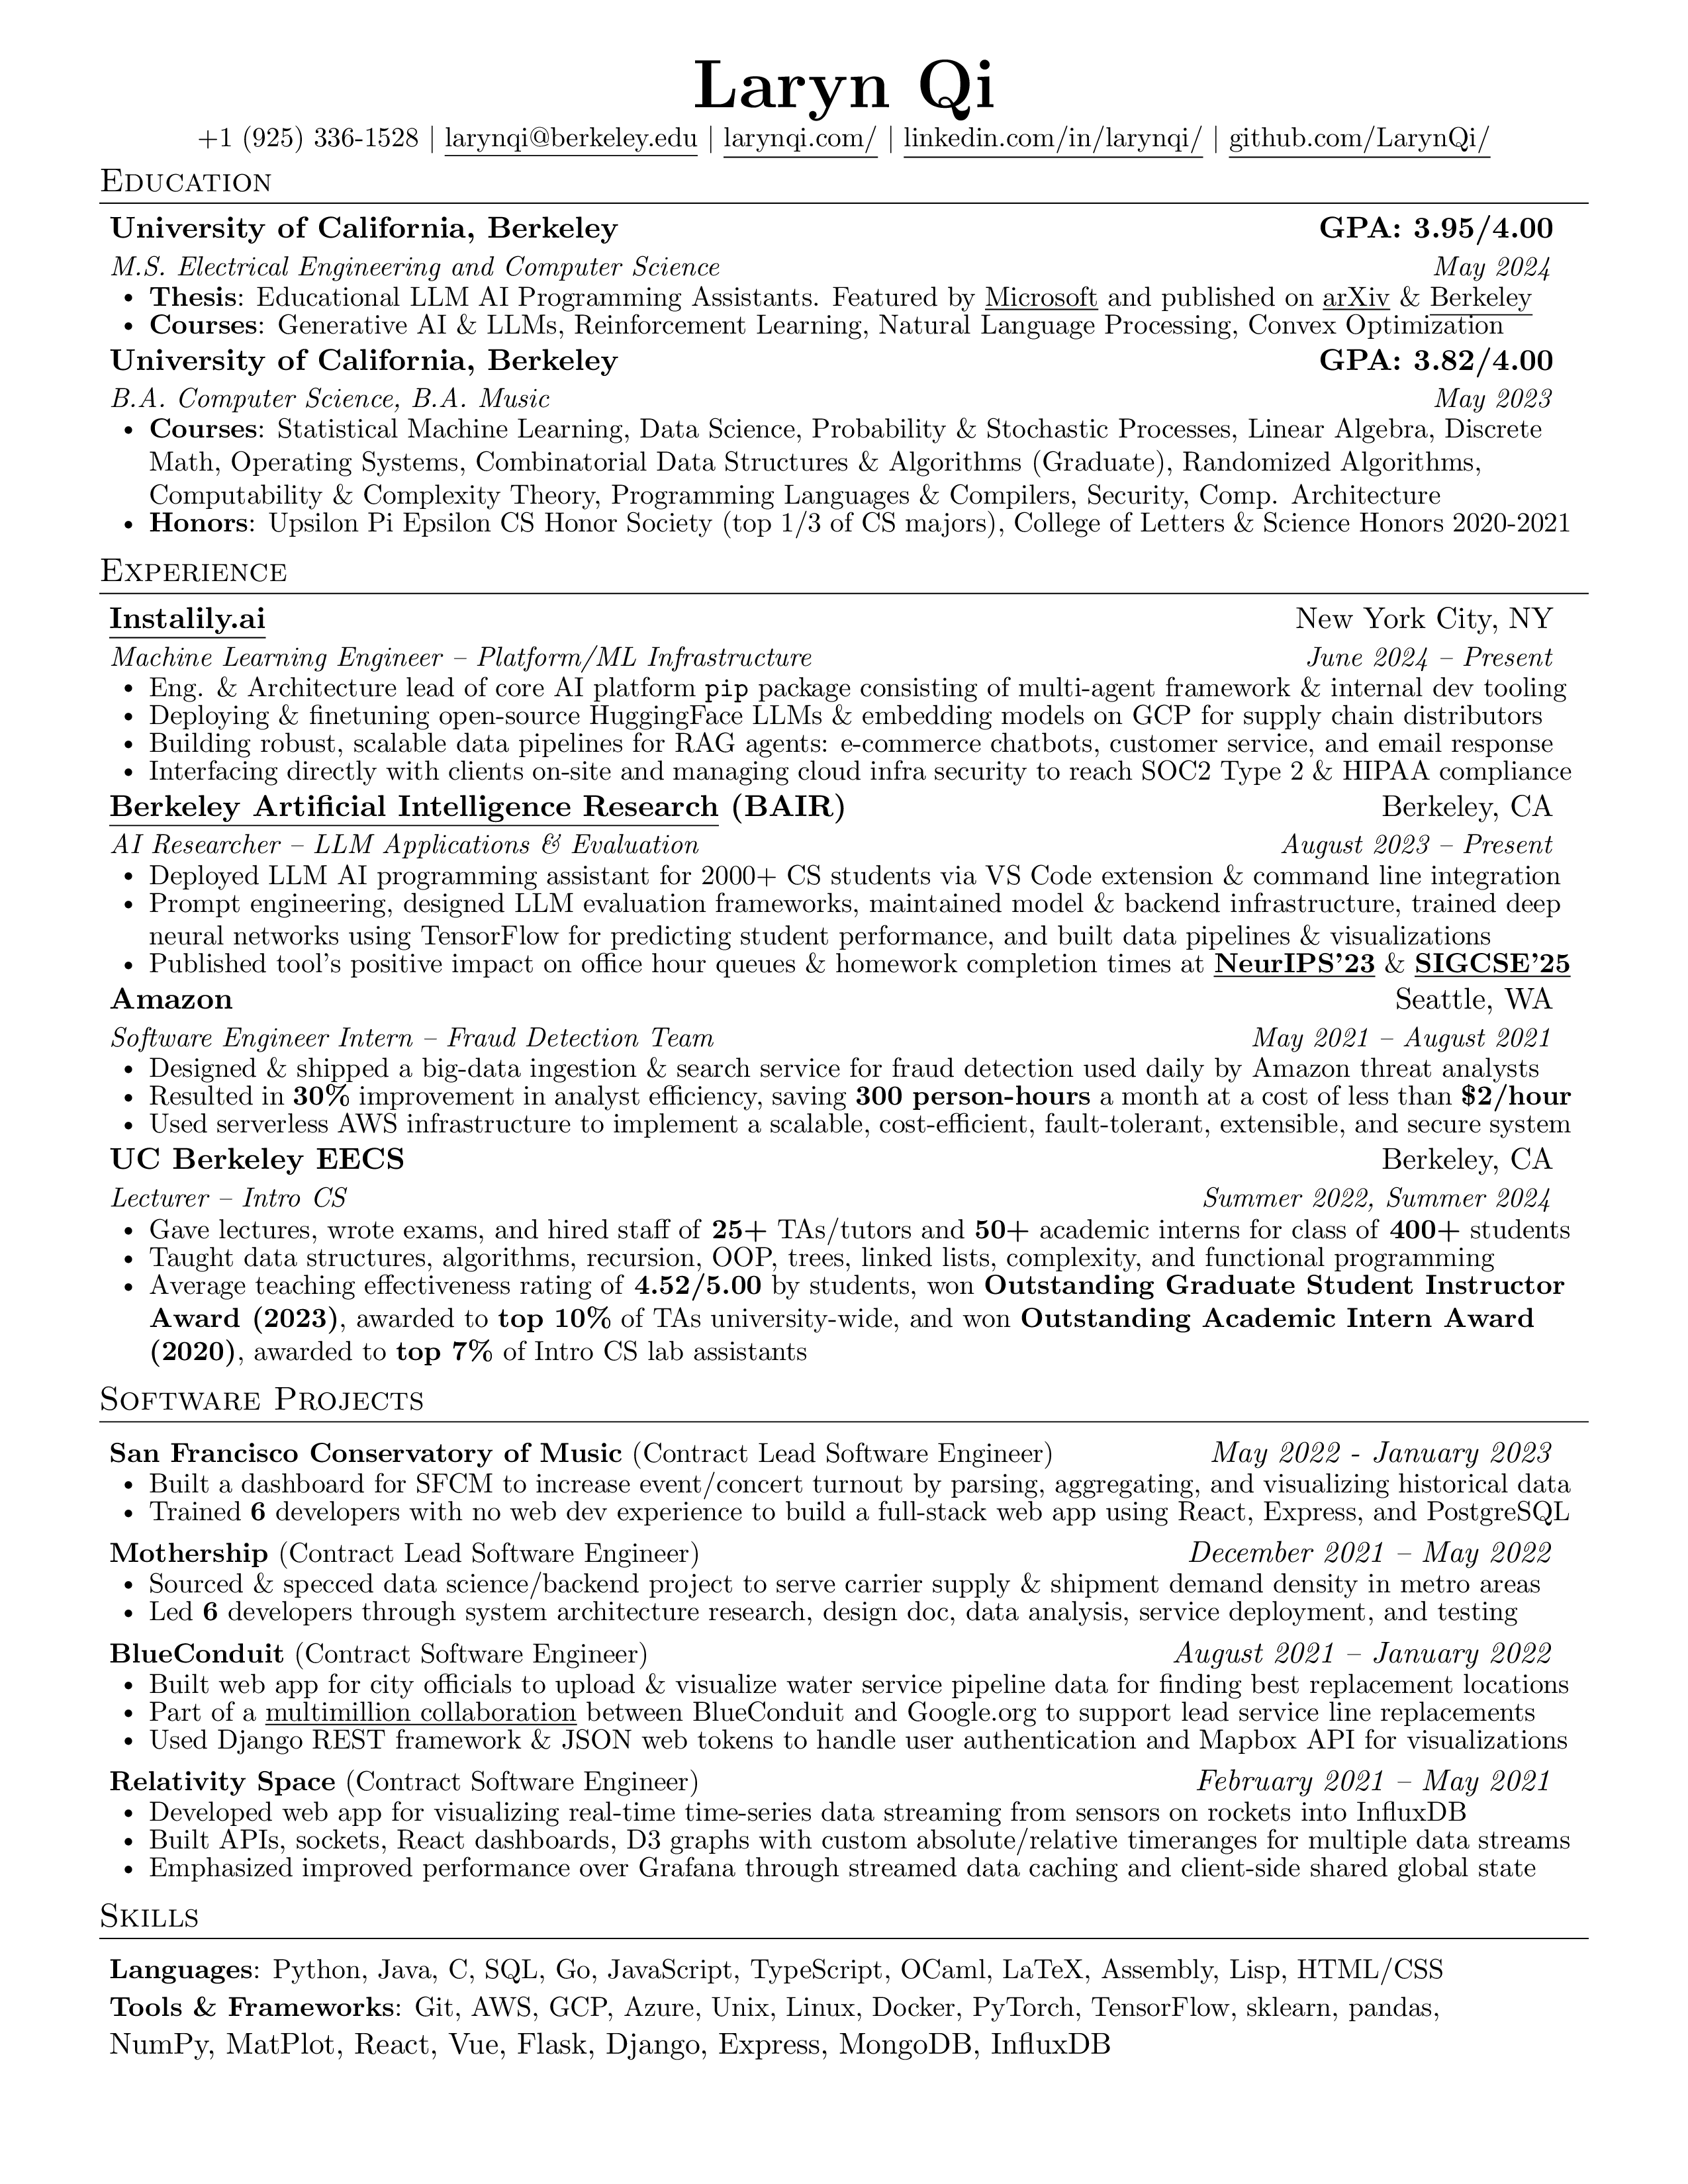 Laryn Qi
+1 (925) 336-1528 | larynqi@berkeley.edu | larynqi.com/ | linkedin.com/in/larynqi/ | github.com/LarynQi/
Education
University of California, Berkeley GPA: 3.95/4.00
M.S. Electrical Engineering and Computer Science May 2024
• Thesis: Educational LLM AI Programming Assistants. Featured by Microsoft and published on arXiv & Berkeley
• Courses: Generative AI & LLMs, Reinforcement Learning, Natural Language Processing, Convex Optimization
University of California, Berkeley GPA: 3.82/4.00
B.A. Computer Science, B.A. Music May 2023
• Courses: Statistical Machine Learning, Data Science, Probability & Stochastic Processes, Linear Algebra, Discrete
Math, Operating Systems, Combinatorial Data Structures & Algorithms (Graduate), Randomized Algorithms,
Computability & Complexity Theory, Programming Languages & Compilers, Security, Comp. Architecture
• Honors: Upsilon Pi Epsilon CS Honor Society (top 1/3 of CS majors), College of Letters & Science Honors 2020-2021
Experience
Instalily.ai New York City, NY
Machine Learning Engineer – Platform/ML Infrastructure June 2024 – Present
• Eng. & Architecture lead of core AI platform pip package consisting of multi-agent framework & internal dev tooling
• Deploying & finetuning open-source HuggingFace LLMs & embedding models on GCP for supply chain distributors
• Building robust, scalable data pipelines for RAG agents: e-commerce chatbots, customer service, and email response
• Interfacing directly with clients on-site and managing cloud infra security to reach SOC2 Type 2 & HIPAA compliance
Berkeley Artificial Intelligence Research (BAIR) Berkeley, CA
AI Researcher – LLM Applications & Evaluation August 2023 – Present
• Deployed LLM AI programming assistant for 2000+ CS students via VS Code extension & command line integration
• Prompt engineering, designed LLM evaluation frameworks, maintained model & backend infrastructure, trained deep
neural networks using TensorFlow for predicting student performance, and built data pipelines & visualizations
• Published tool's positive impact on office hour queues & homework completion times at NeurIPS'23 & SIGCSE'25
Amazon Seattle, WA
Software Engineer Intern – Fraud Detection Team May 2021 – August 2021
• Designed & shipped a big-data ingestion & search service for fraud detection used daily by Amazon threat analysts
• Resulted in 30% improvement in analyst efficiency, saving 300 person-hours a month at a cost of less than $2/hour
• Used serverless AWS infrastructure to implement a scalable, cost-efficient, fault-tolerant, extensible, and secure system
UC Berkeley EECS Berkeley, CA
Lecturer – Intro CS Summer 2022, Summer 2024
• Gave lectures, wrote exams, and hired staff of 25+ TAs/tutors and 50+ academic interns for class of 400+ students
• Taught data structures, algorithms, recursion, OOP, trees, linked lists, complexity, and functional programming
• Average teaching effectiveness rating of 4.52/5.00 by students, won Outstanding Graduate Student Instructor
Award (2023), awarded to top 10% of TAs university-wide, and won Outstanding Academic Intern Award
(2020), awarded to top 7% of Intro CS lab assistants
Software Projects
San Francisco Conservatory of Music (Contract Lead Software Engineer) May 2022 - January 2023
• Built a dashboard for SFCM to increase event/concert turnout by parsing, aggregating, and visualizing historical data
• Trained 6 developers with no web dev experience to build a full-stack web app using React, Express, and PostgreSQL
Mothership (Contract Lead Software Engineer) December 2021 – May 2022
• Sourced & specced data science/backend project to serve carrier supply & shipment demand density in metro areas
• Led 6 developers through system architecture research, design doc, data analysis, service deployment, and testing
BlueConduit (Contract Software Engineer) August 2021 – January 2022
• Built web app for city officials to upload & visualize water service pipeline data for finding best replacement locations
• Part of a multimillion collaboration between BlueConduit and Google.org to support lead service line replacements
• Used Django REST framework & JSON web tokens to handle user authentication and Mapbox API for visualizations
Relativity Space (Contract Software Engineer) February 2021 – May 2021
• Developed web app for visualizing real-time time-series data streaming from sensors on rockets into InfluxDB
• Built APIs, sockets, React dashboards, D3 graphs with custom absolute/relative timeranges for multiple data streams
• Emphasized improved performance over Grafana through streamed data caching and client-side shared global state
Skills
Languages: Python, Java, C, SQL, Go, JavaScript, TypeScript, OCaml, LaTeX, Assembly, Lisp, HTML/CSS
Tools & Frameworks: Git, AWS, GCP, Azure, Unix, Linux, Docker, PyTorch, TensorFlow, sklearn, pandas,
NumPy, MatPlot, React, Vue, Flask, Django, Express, MongoDB, InfluxDB